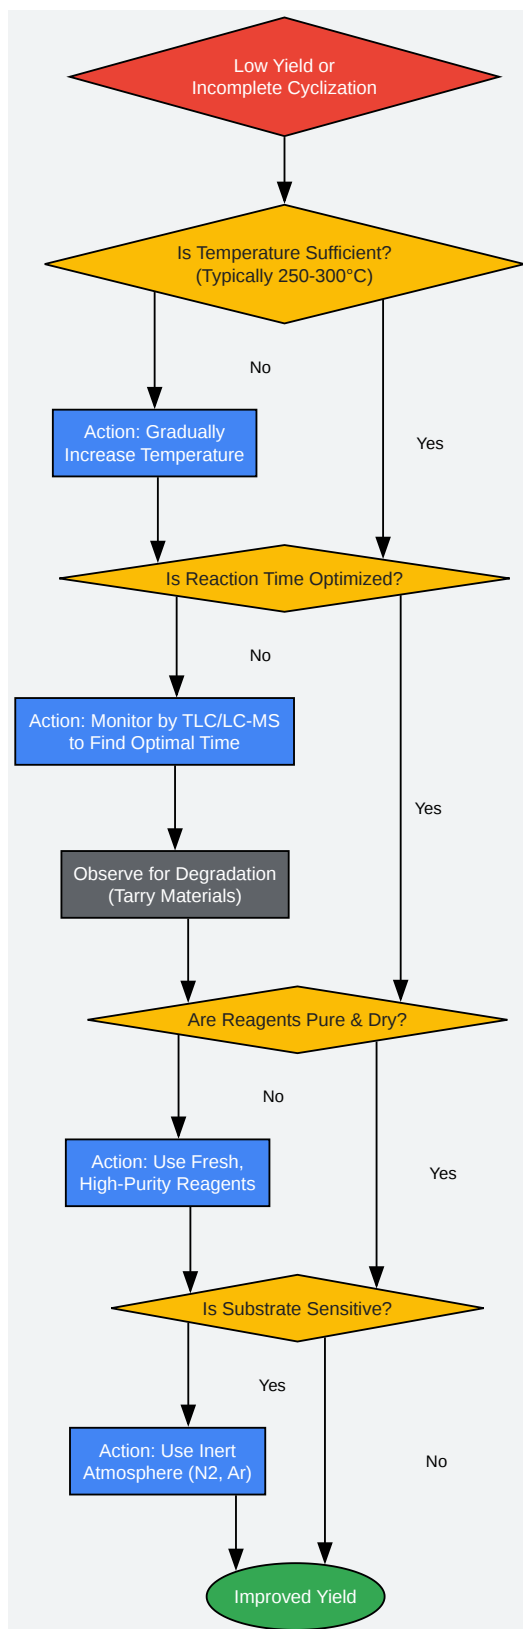 Low Yield or
Incomplete Cyclization
Is Temperature Sufficient?
(Typically 250-300°C)
No
Action: Gradually
Increase Temperature
Yes
Is Reaction Time Optimized?
No
Action: Monitor by TLC/LC-MS
to Find Optimal Time
Yes
Observe for Degradation
(Tarry Materials)
Are Reagents Pure & Dry?
No
Action: Use Fresh,
High-Purity Reagents
Yes
Is Substrate Sensitive?
Yes
Action: Use Inert
Atmosphere (N2, Ar)
No
Improved Yield